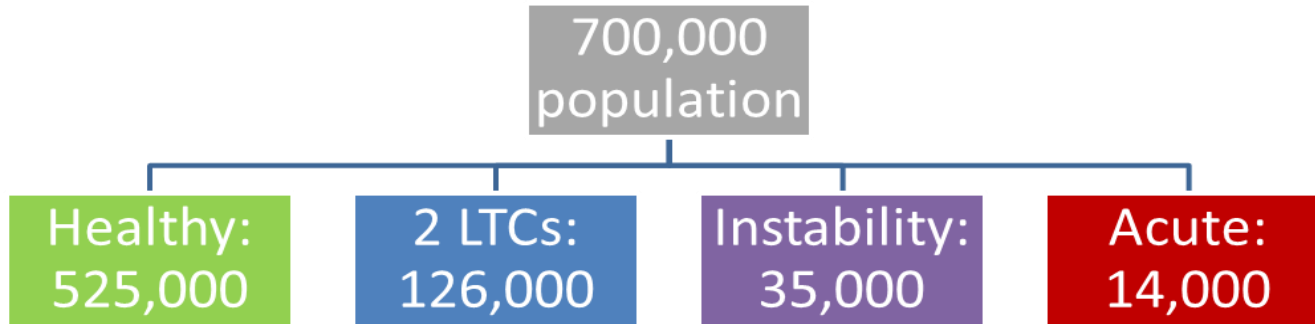 700,000
population
Healthy:
525,000
2 LTCs:
126,000
Instability:
35,000
Acute:
14,000